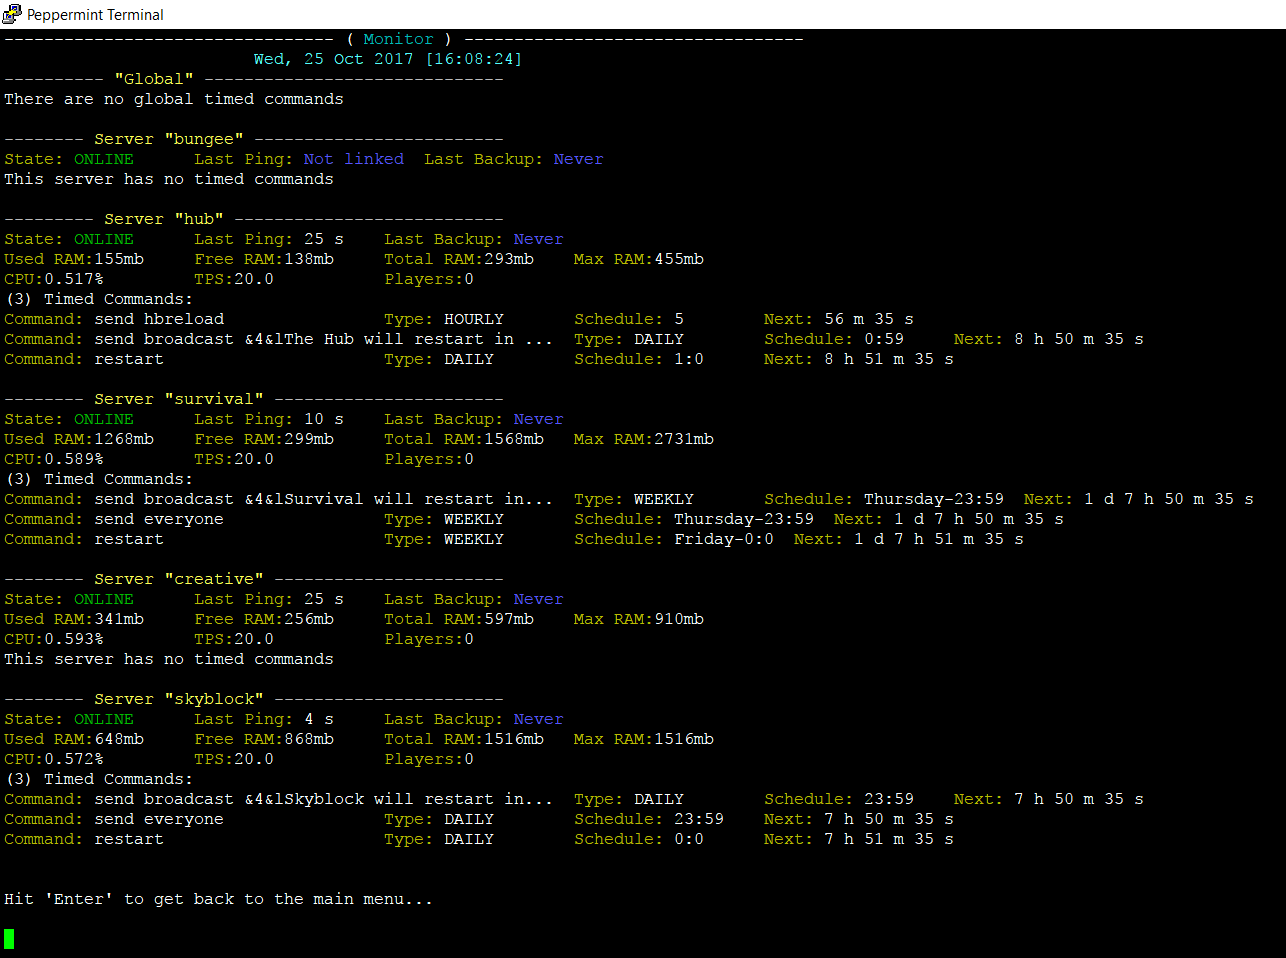 Peppermint Terminal
--------------------------------- ( Monitor ) ----------------------------------
Wed, 25 Oct 2017 [16:08:24]
---------- "Global" ------------------------------
There are no global timed commands
-------- Server "bungee" -------------------------
State: ONLINE      Last Ping: Not linked  Last Backup: Never
This server has no timed commands
--------- Server "hub" ---------------------------
State: ONLINE      Last Ping: 25 s    Last Backup: Never
Used RAM:155mb     Free RAM:138mb     Total RAM:293mb    Max RAM:455mb
CPU:0.517%         TPS:20.0           Players:0
(3) Timed Commands:
Command: send hbreload                Type: HOURLY       Schedule: 5        Next: 56 m 35 s
Command: send broadcast &4&lThe Hub will restart in ...  Type: DAILY        Schedule: 0:59     Next: 8 h 50 m 35 s
Command: restart                      Type: DAILY        Schedule: 1:0      Next: 8 h 51 m 35 s
-------- Server "survival" -----------------------
State: ONLINE      Last Ping: 10 s    Last Backup: Never
Used RAM:1268mb    Free RAM:299mb     Total RAM:1568mb   Max RAM:2731mb
CPU:0.589%         TPS:20.0           Players:0
(3) Timed Commands:
Command: send broadcast &4&lSurvival will restart in...  Type: WEEKLY       Schedule: Thursday-23:59  Next: 1 d 7 h 50 m 35 s
Command: send everyone                Type: WEEKLY       Schedule: Thursday-23:59  Next: 1 d 7 h 50 m 35 s
Command: restart                      Type: WEEKLY       Schedule: Friday-0:0  Next: 1 d 7 h 51 m 35 s
-------- Server "creative" -----------------------
State: ONLINE      Last Ping: 25 s    Last Backup: Never
Used RAM:341mb     Free RAM:256mb     Total RAM:597mb    Max RAM:910mb
CPU:0.593%         TPS:20.0           Players:0
This server has no timed commands
-------- Server "skyblock" -----------------------
State: ONLINE      Last Ping: 4 s     Last Backup: Never
Used RAM:648mb     Free RAM:868mb     Total RAM:1516mb   Max RAM:1516mb
CPU:0.572%         TPS:20.0           Players:0
(3) Timed Commands:
Command: send broadcast &4&lSkyblock will restart in...  Type: DAILY        Schedule: 23:59    Next: 7 h 50 m 35 s
Command: send everyone                Type: DAILY        Schedule: 23:59    Next: 7 h 50 m 35 s
Command: restart                      Type: DAILY        Schedule: 0:0      Next: 7 h 51 m 35 s
Hit 'Enter' to get back to the main menu...